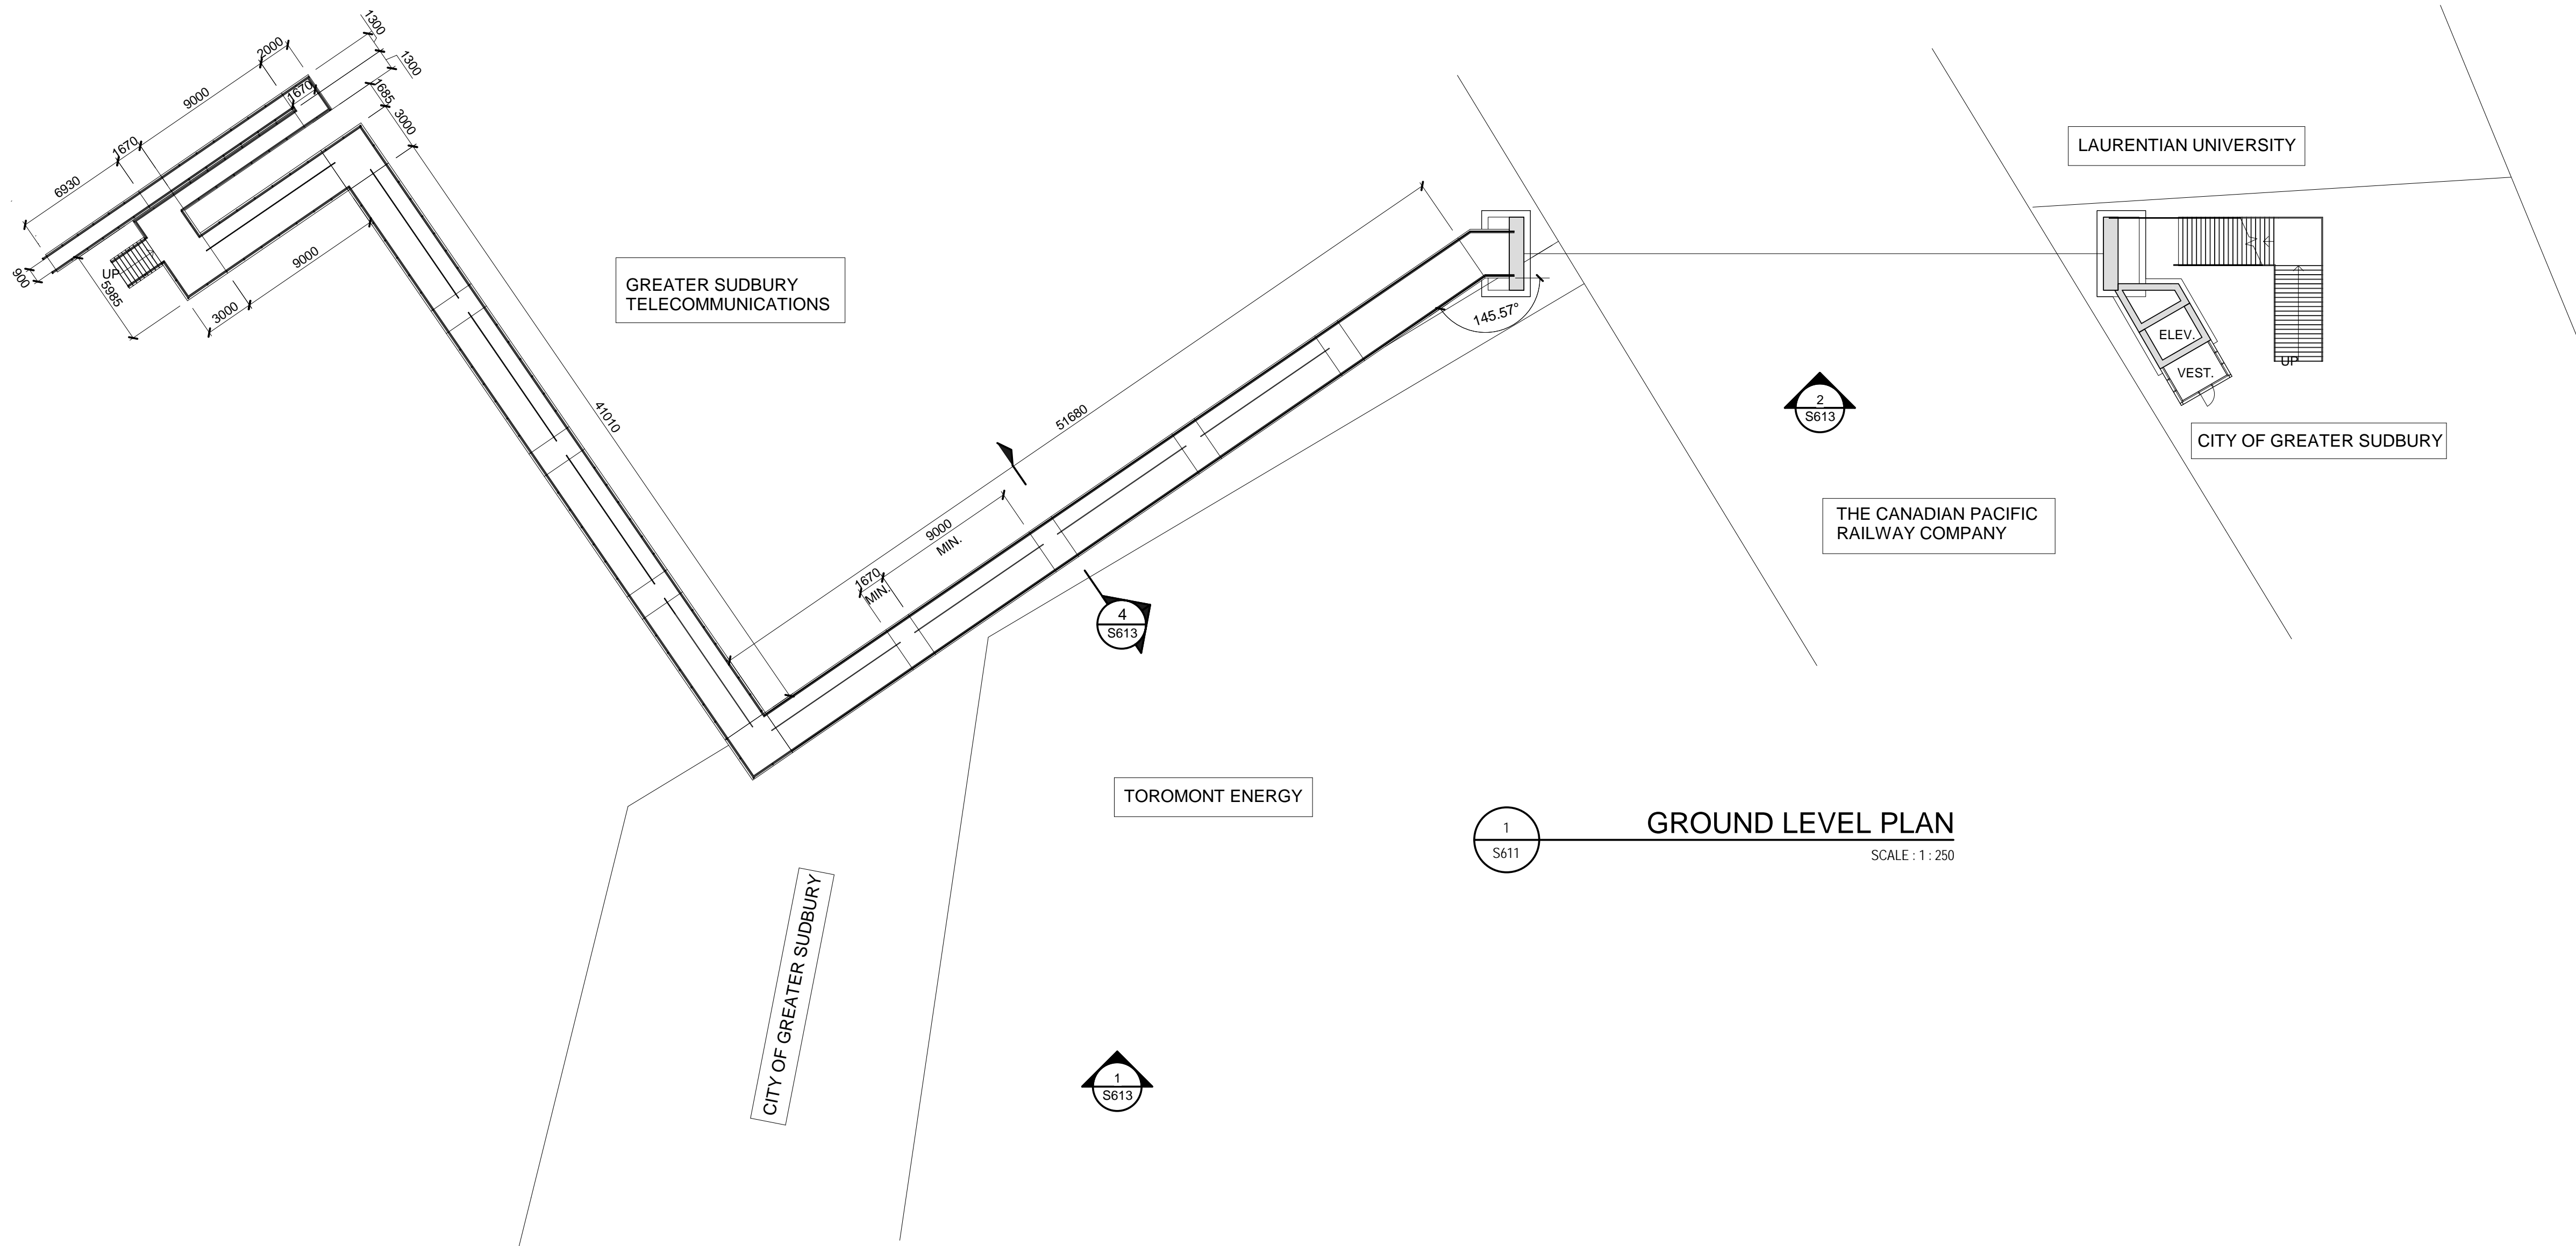 1300
1300
2000
9000
1670
1685
3000
1670
6930
900
UP
5985
3000
9000
GREATER SUDBURY
TELECOMMUNICATIONS
41010
51680
9000
MIN.
1670
MIN.
145.57°
4
S613
2
S613
LAURENTIAN UNIVERSITY
ELEV.
VEST.
UP
CITY OF GREATER SUDBURY
THE CANADIAN PACIFIC
RAILWAY COMPANY
TOROMONT ENERGY
CITY OF GREATER SUDBURY
1
S613
1
S611
GROUND LEVEL PLAN
SCALE : 1 : 250